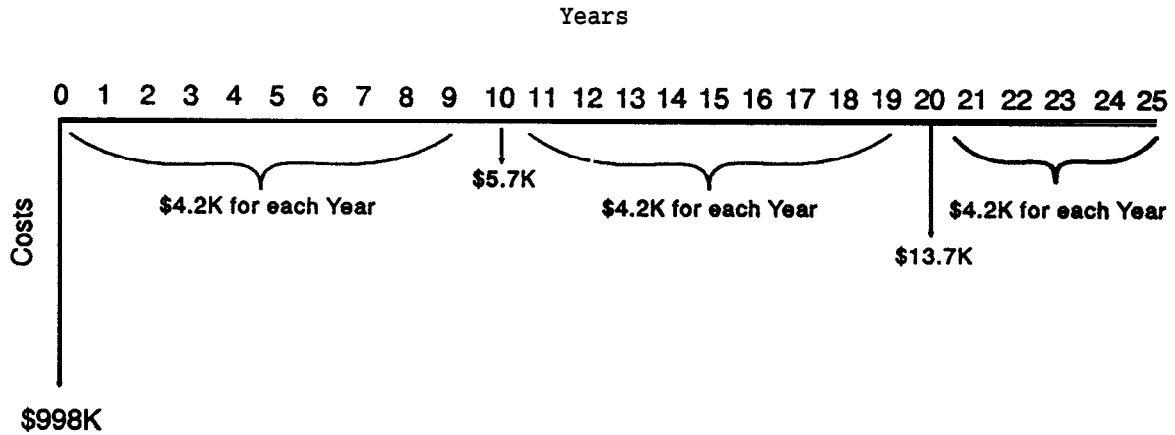 Years
0 1 2 3 4 5 6 7 8 9 10 11 12 13 14 15 16 17 18 19 20 21 22 23 24 25
$5.7K
$4.2K for each Year $4.2K for each Year $4.2K for each Year
Costs
$13.7K
$998K